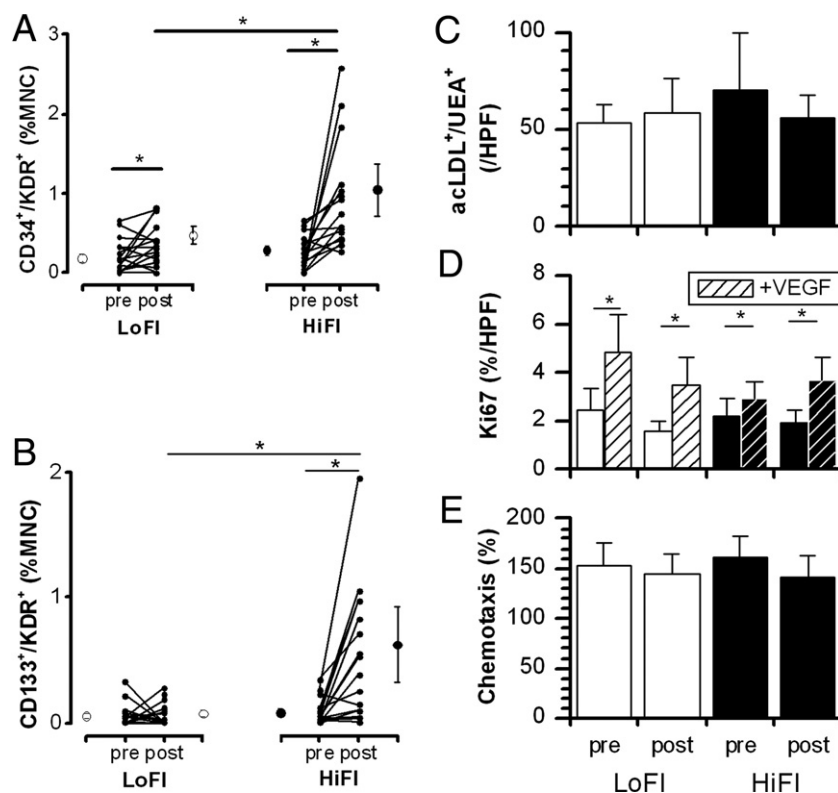 A
CD34⁺/KDR⁺ (%MNC)
3
2
1
0
*
*
*
pre post
pre post
LoFI
HiFI
B
CD133⁺/KDR⁺ (%MNC)
2
1
0
*
*
pre post
pre post
LoFI
HiFI
C
acLDL⁺/UEA⁺
(/HPF)
100
50
0
D
Ki67 (%/HPF)
8
6
4
2
0
+VEGF
* * * *
E
Chemotaxis (%)
200
150
100
50
0
pre post pre post
LoFI HiFI